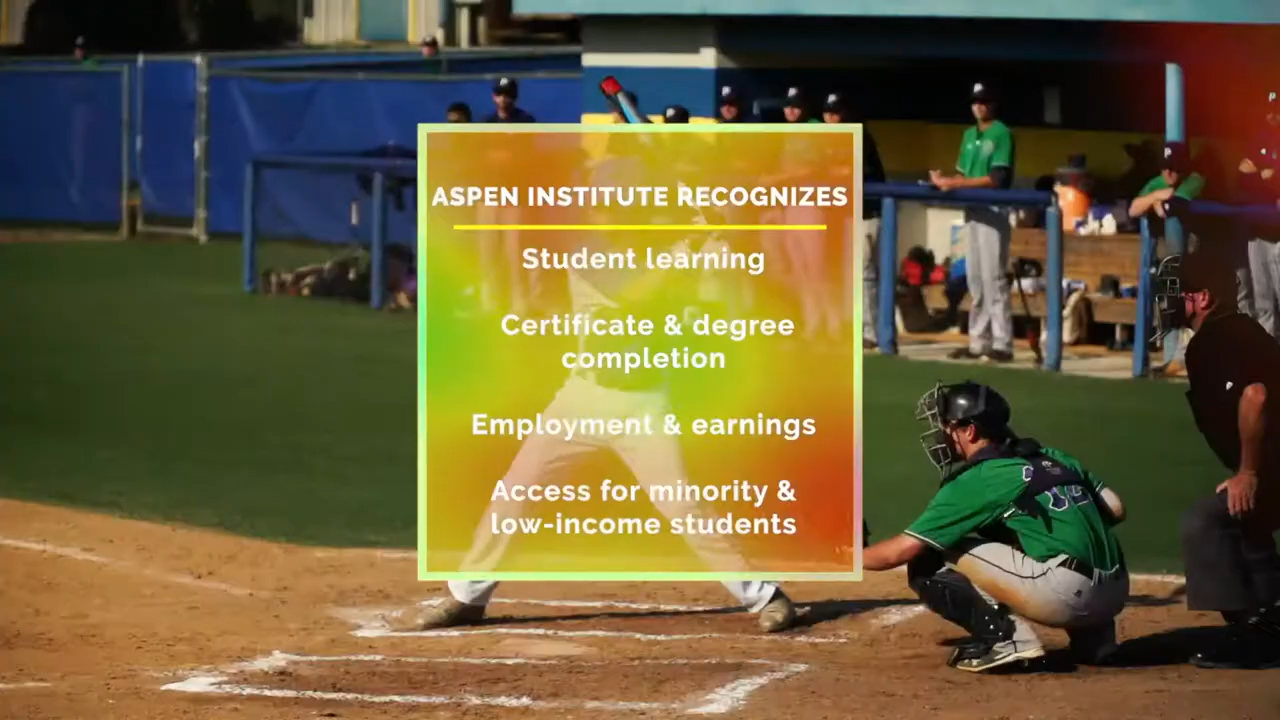 ASPEN INSTITUTE RECOGNIZES
Student learning
Certificate & degree
completion
Employment & earnings
Access for minority &
low-income students